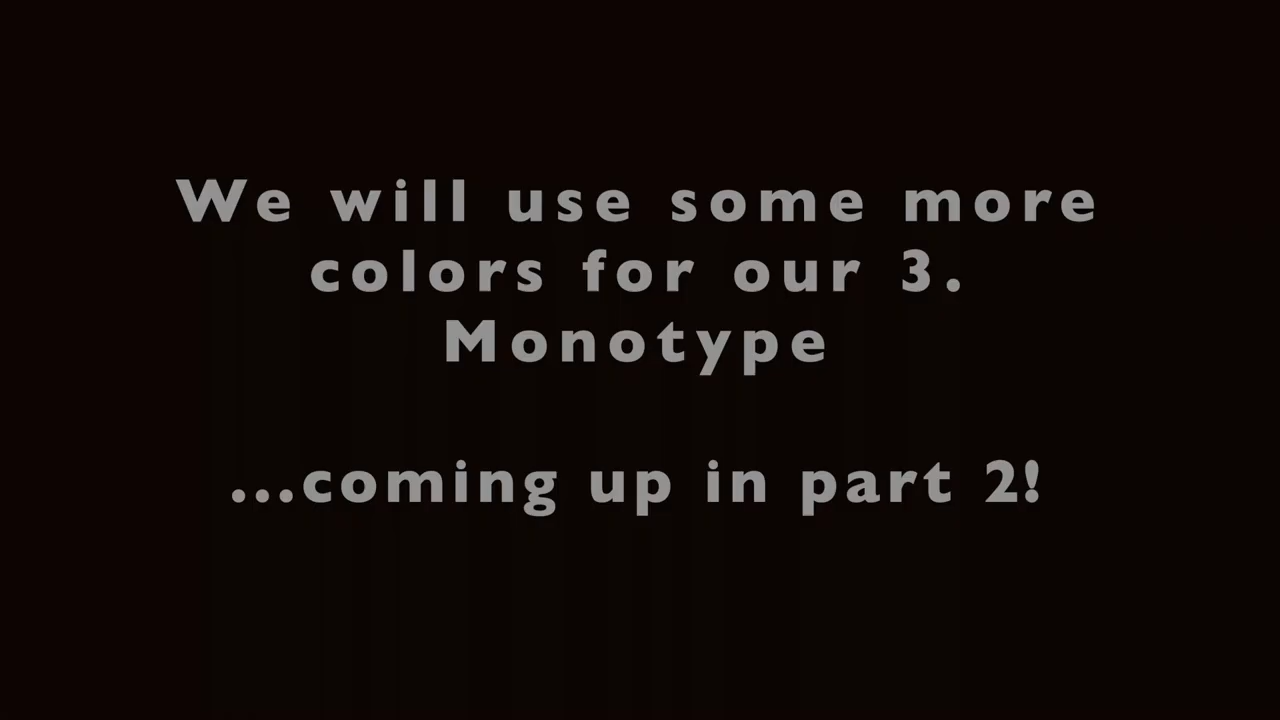 We will use some more
colors for our 3.
Monotype
...coming up in part 2!